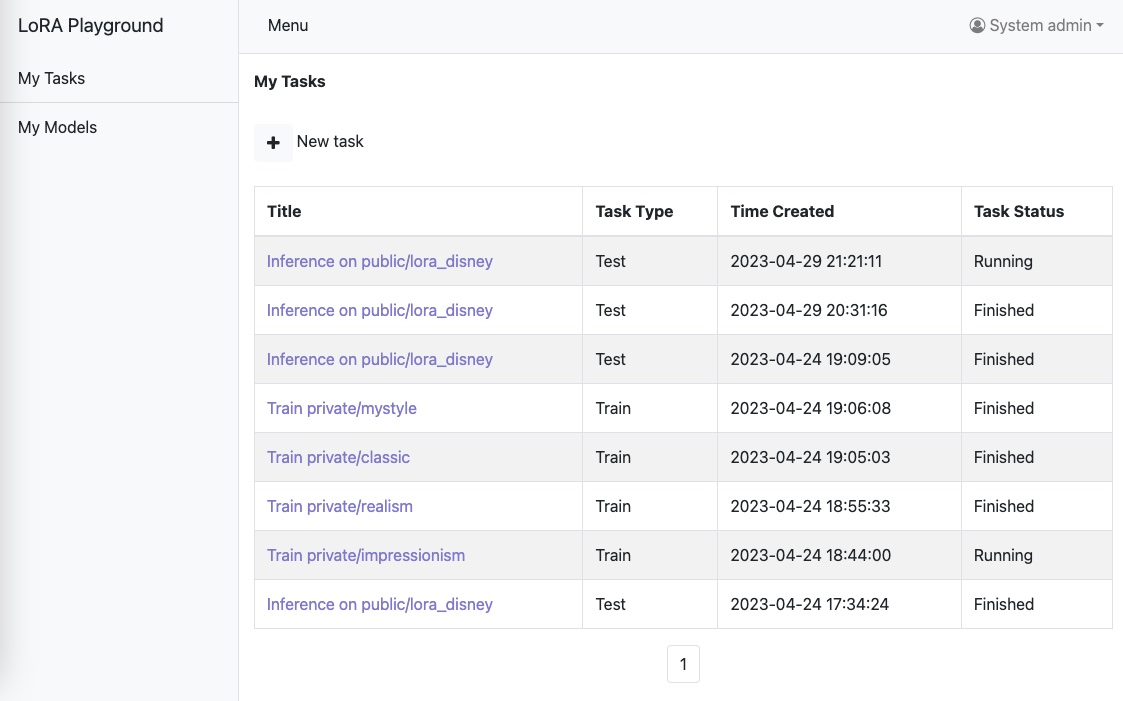 LoRA Playground
Menu
System admin
My Tasks
My Models
My Tasks
New task
Title Task Type Time Created Task Status
Inference on public/lora_disney Test 2023-04-29 21:21:11 Running
Inference on public/lora_disney Test 2023-04-29 20:31:16 Finished
Inference on public/lora_disney Test 2023-04-24 19:09:05 Finished
Train private/mystyle Train 2023-04-24 19:06:08 Finished
Train private/classic Train 2023-04-24 19:05:03 Finished
Train private/realism Train 2023-04-24 18:55:33 Finished
Train private/impressionism Train 2023-04-24 18:44:00 Running
Inference on public/lora_disney Test 2023-04-24 17:34:24 Finished
1